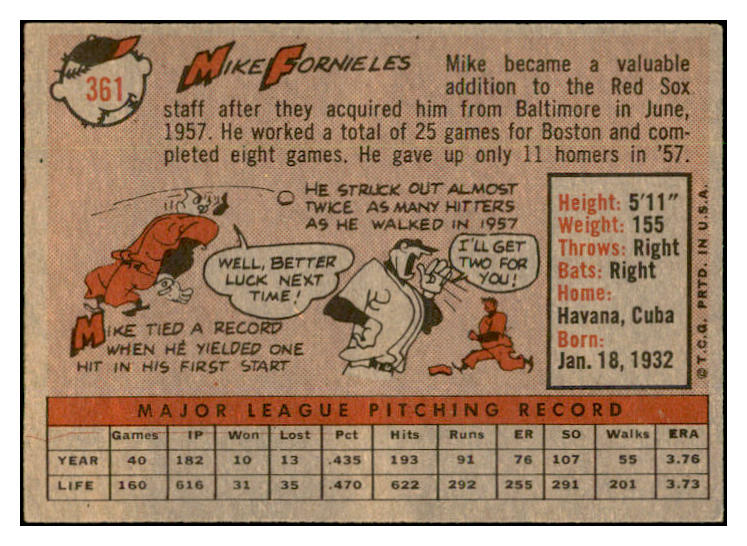 361
MIKE FORNIELES
Mike became a valuable
addition to the Red Sox
staff after they acquired him from Baltimore in June,
1957. He worked a total of 25 games for Boston and com-
pleted eight games. He gave up only 11 homers in '57.
HE STRUCK OUT ALMOST
TWICE AS MANY HITTERS
AS HE WALKED IN 1957
WELL, BETTER
LUCK NEXT
TIME!
I'LL GET
TWO FOR
YOU!
MIKE TIED A RECORD
WHEN HE YIELDED ONE
HIT IN HIS FIRST START
Height: 5'11"
Weight: 155
Throws: Right
Bats: Right
Home:
Havana, Cuba
Born:
Jan. 18, 1932
© T.C.G. PRTD. IN U.S.A.
MAJOR LEAGUE PITCHING RECORD
Games IP Won Lost Pct Hits Runs ER SO Walks ERA
YEAR 40 182 10 13 .435 193 91 76 107 55 3.76
LIFE 160 616 31 35 .470 622 292 255 291 201 3.73